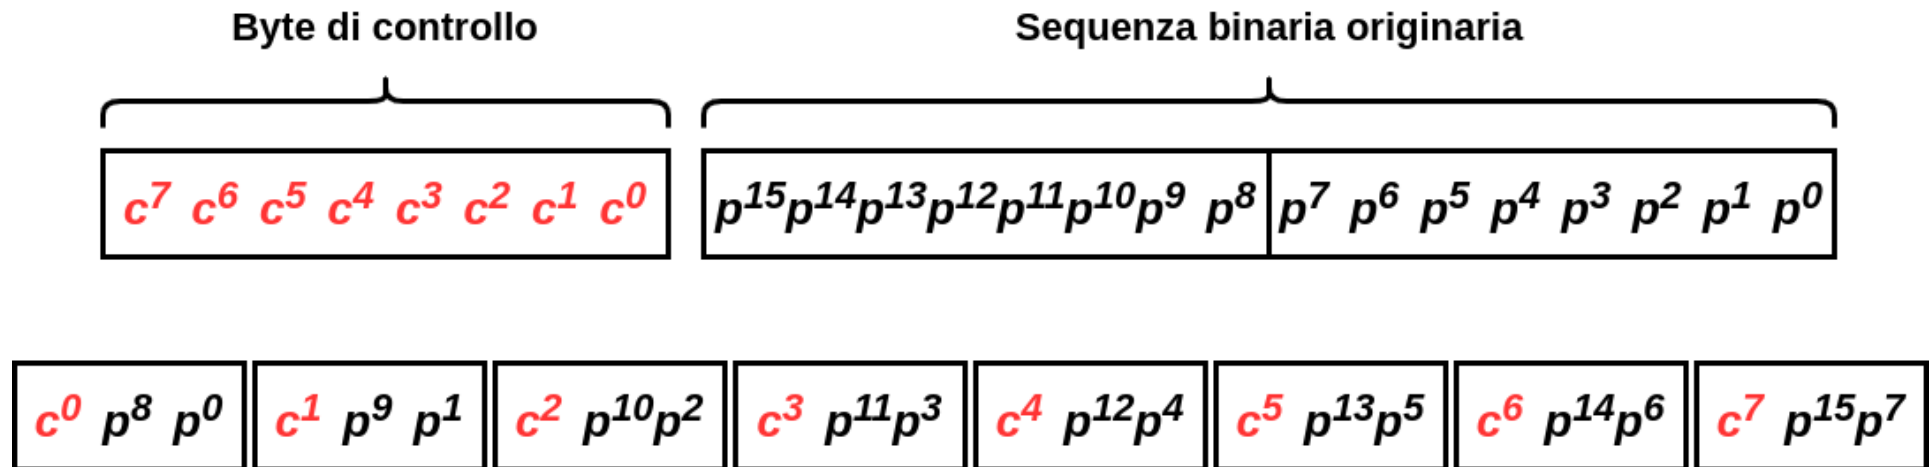 Byte di controllo Sequenza binaria originaria
c⁷ c⁶ c⁵ c⁴ c³ c² c¹ c⁰ p¹⁵p¹⁴p¹³p¹²p¹¹p¹⁰p⁹ p⁸ p⁷ p⁶ p⁵ p⁴ p³ p² p¹ p⁰
c⁰ p⁸ p⁰ c¹ p⁹ p¹ c² p¹⁰p² c³ p¹¹p³ c⁴ p¹²p⁴ c⁵ p¹³p⁵ c⁶ p¹⁴p⁶ c⁷ p¹⁵p⁷